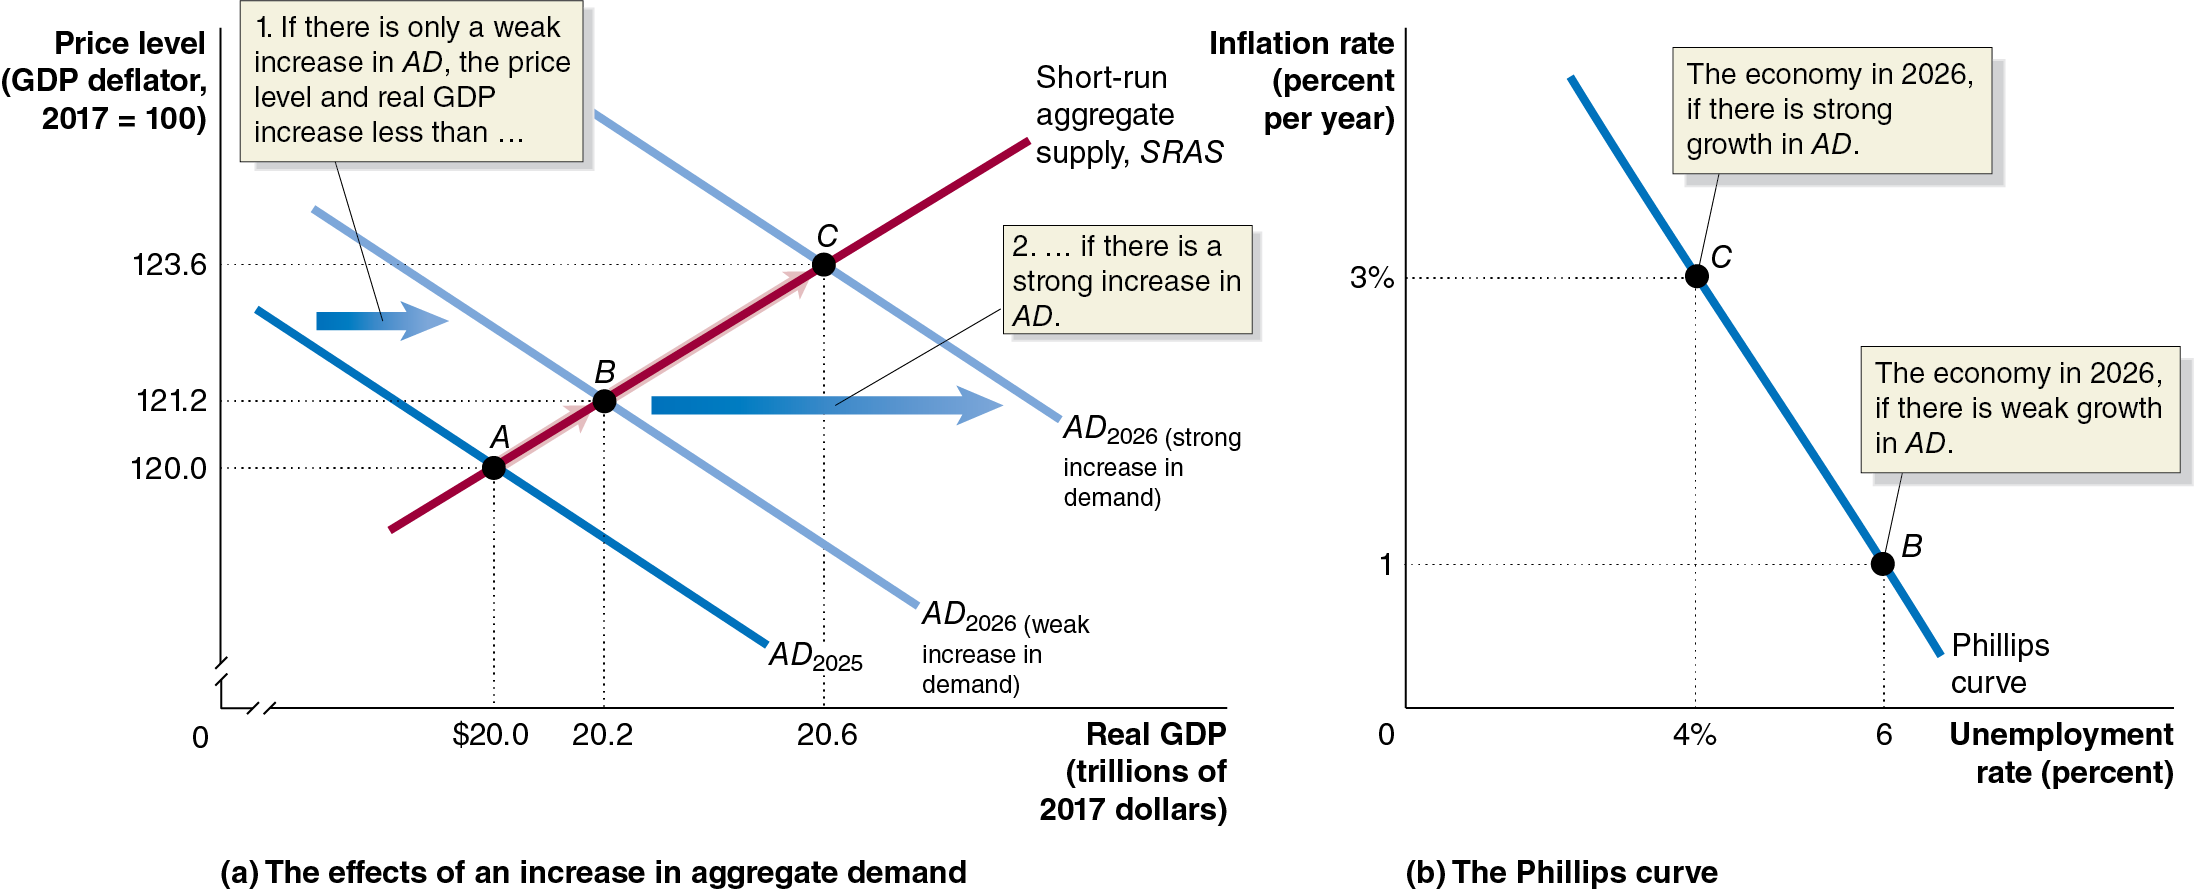 Price level
(GDP deflator,
2017 = 100)
1. If there is only a weak
increase in AD, the price
level and real GDP
increase less than …
Short-run
aggregate
supply, SRAS
2. … if there is a
strong increase in
AD.
C
B
A
123.6
121.2
120.0
AD2026 (strong
increase in
demand)
AD2026 (weak
increase in
demand)
AD2025
0
$20.0
20.2
20.6
Real GDP
(trillions of
2017 dollars)
(a) The effects of an increase in aggregate demand
Inflation rate
(percent
per year)
The economy in 2026,
if there is strong
growth in AD.
C
3%
The economy in 2026,
if there is weak growth
in AD.
B
1
Phillips
curve
0
4%
6
Unemployment
rate (percent)
(b) The Phillips curve